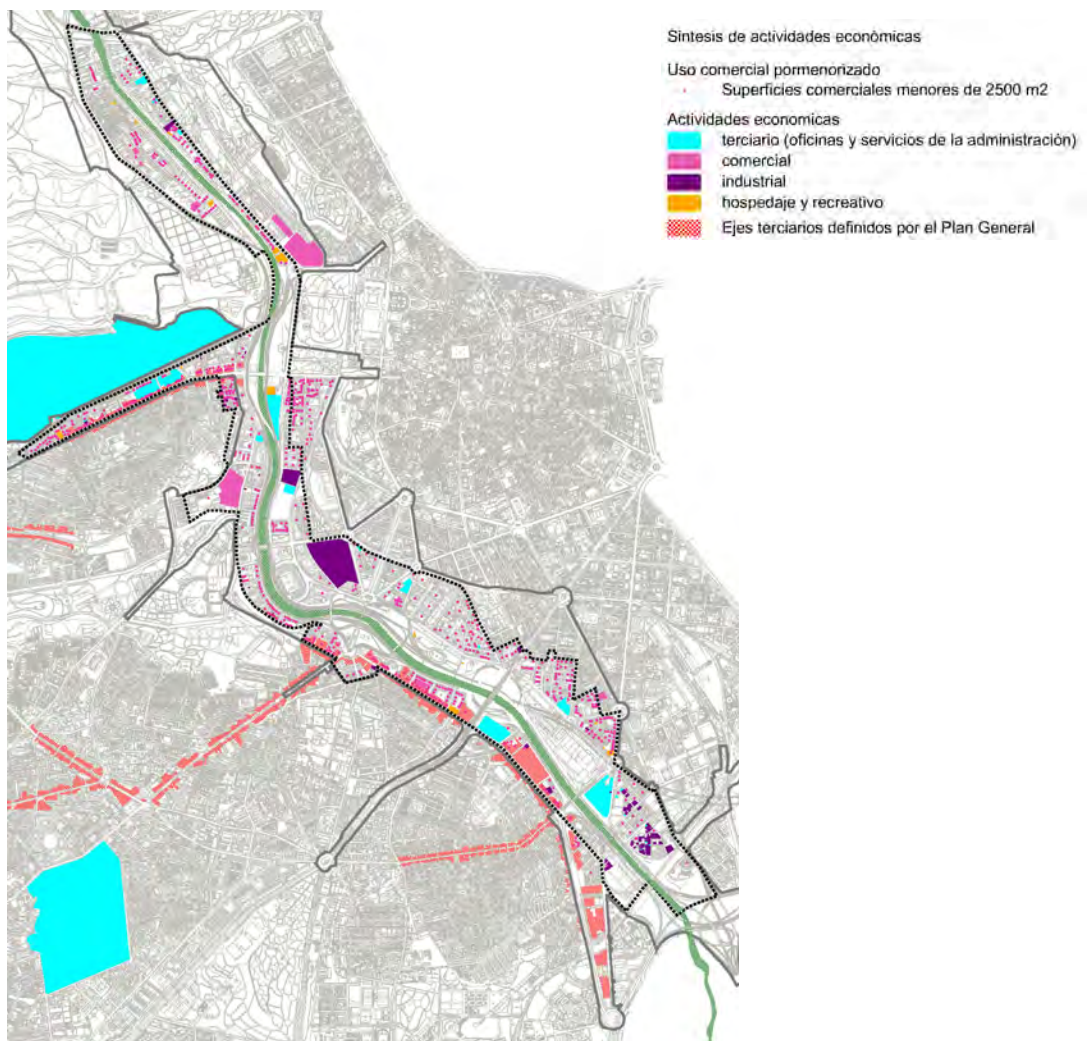 Síntesis de actividades económicas
Uso comercial pormenorizado
Superficies comerciales menores de 2500 m2
Actividades economicas
terciario (oficinas y servicios de la administración)
comercial
industrial
hospedaje y recreativo
Ejes terciarios definidos por el Plan General